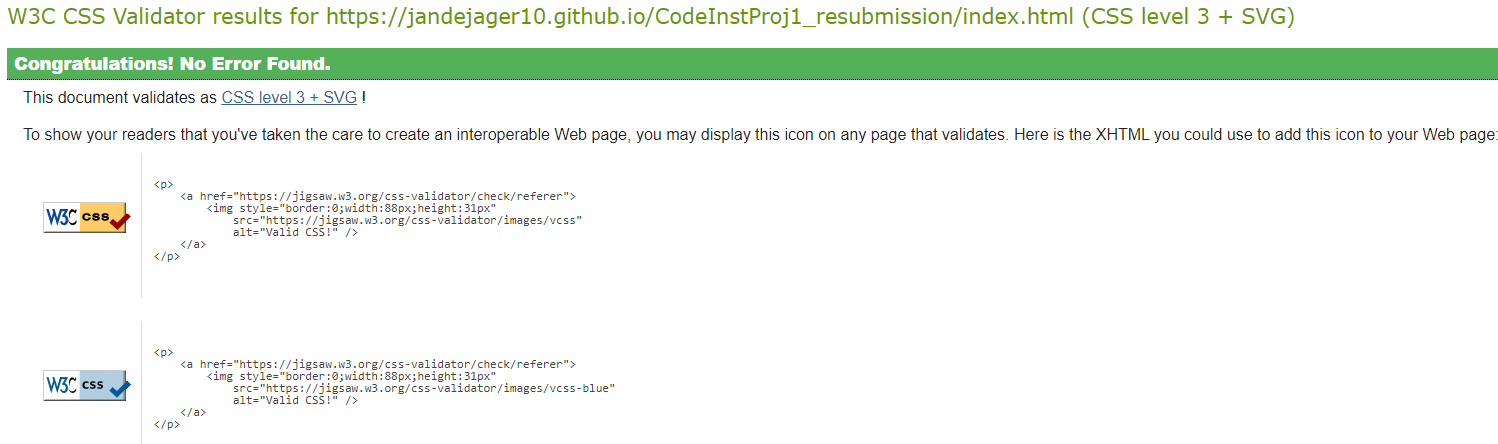 W3C CSS Validator results for https://jandejager10.github.io/CodeInstProj1_resubmission/index.html (CSS level 3 + SVG)
Congratulations! No Error Found.
This document validates as CSS level 3 + SVG !
To show your readers that you've taken the care to create an interoperable Web page, you may display this icon on any page that validates. Here is the XHTML you could use to add this icon to your Web page:
W3C css
<p>
<a href="https://jigsaw.w3.org/css-validator/check/referer">
<img style="border:0;width:88px;height:31px"
src="https://jigsaw.w3.org/css-validator/images/vcss"
alt="Valid CSS!" />
</a>
</p>
W3C css
<p>
<a href="https://jigsaw.w3.org/css-validator/check/referer">
<img style="border:0;width:88px;height:31px"
src="https://jigsaw.w3.org/css-validator/images/vcss-blue"
alt="Valid CSS!" />
</a>
</p>